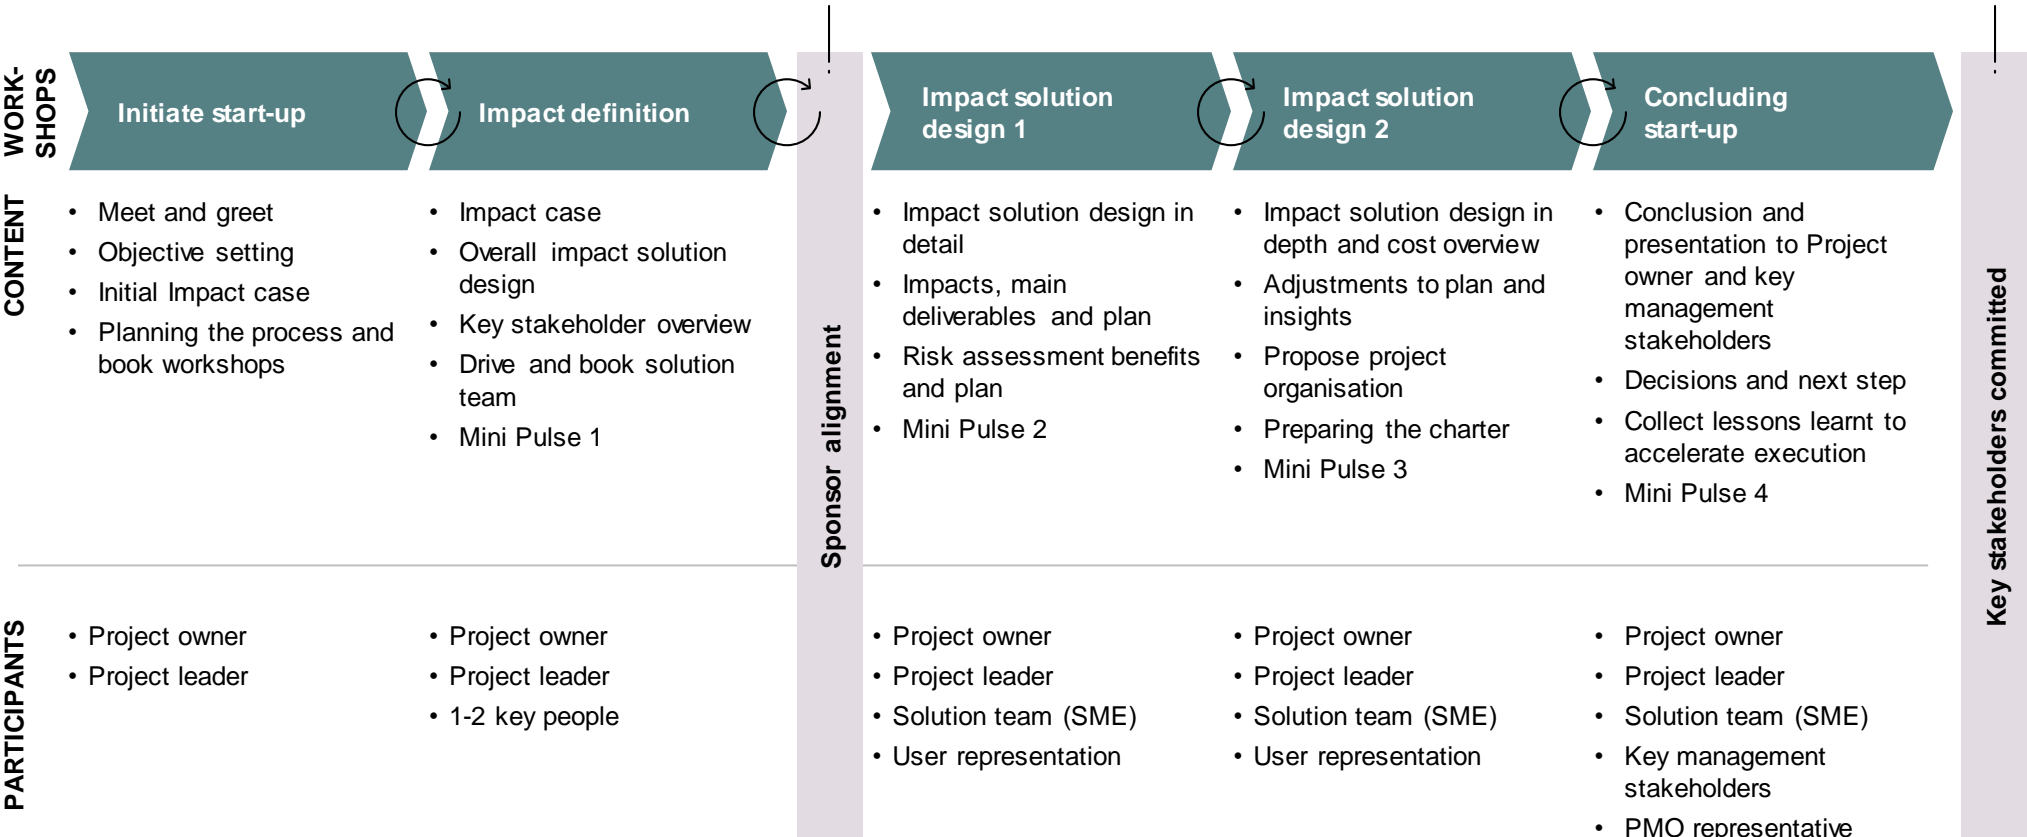 WORK-
SHOPS
Initiate start-up
Impact definition
Impact solution
design 1
Impact solution
design 2
Concluding
start-up
CONTENT
• Meet and greet
• Objective setting
• Initial Impact case
• Planning the process and
book workshops
• Impact case
• Overall impact solution
design
• Key stakeholder overview
• Drive and book solution
team
• Mini Pulse 1
Sponsor alignment
• Impact solution design in
detail
• Impacts, main
deliverables and plan
• Risk assessment benefits
and plan
• Mini Pulse 2
• Impact solution design in
depth and cost overview
• Adjustments to plan and
insights
• Propose project
organisation
• Preparing the charter
• Mini Pulse 3
• Conclusion and
presentation to Project
owner and key
management
stakeholders
• Decisions and next step
• Collect lessons learnt to
accelerate execution
• Mini Pulse 4
Key stakeholders committed
PARTICIPANTS
• Project owner
• Project leader
• Project owner
• Project leader
• 1-2 key people
• Project owner
• Project leader
• Solution team (SME)
• User representation
• Project owner
• Project leader
• Solution team (SME)
• User representation
• Project owner
• Project leader
• Solution team (SME)
• Key management
stakeholders
• PMO representative